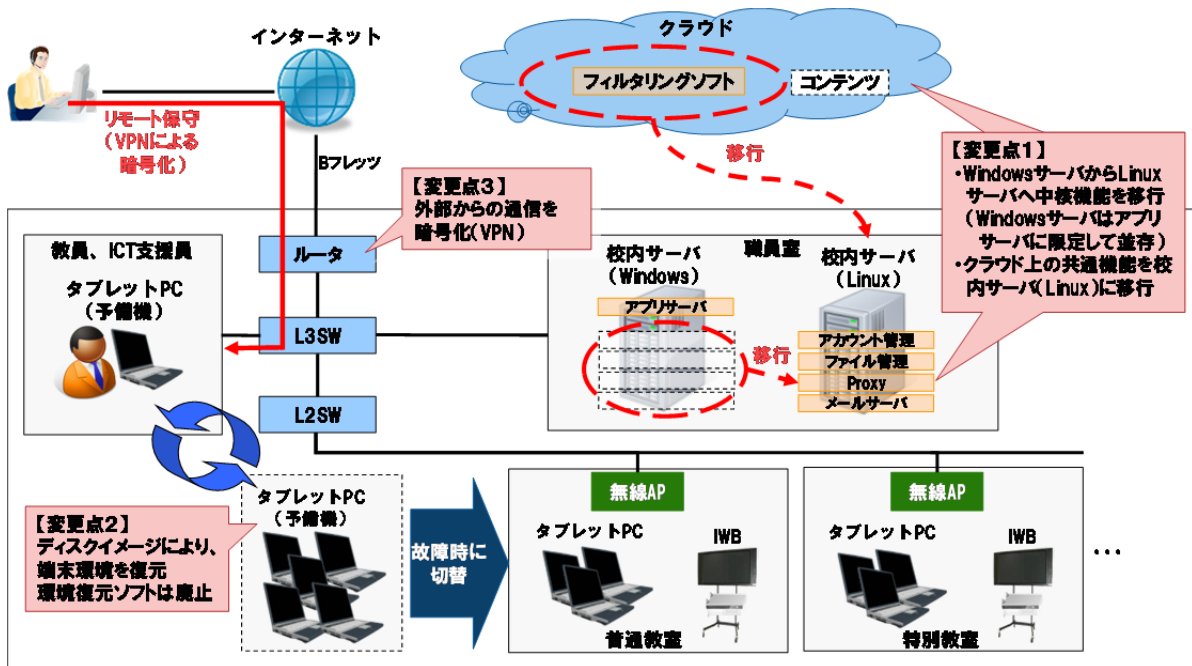 インターネット
クラウド
フィルタリングソフト
コンテンツ
リモート保守
(VPNによる
暗号化)
Bフレッツ
移行
【変更点1】
・WindowsサーバからLinux
サーバへ中核機能を移行
(Windowsサーバはアプリ
サーバに限定して並存)
・クラウド上の共通機能を校
内サーバ(Linux)に移行
【変更点3】
外部からの通信を
暗号化(VPN)
教員、ICT支援員
タブレットPC
(予備機)
ルータ
L3SW
L2SW
職員室
校内サーバ
(Windows)
アプリサーバ
移行
校内サーバ
(Linux)
アカウント管理
ファイル管理
Proxy
メールサーバ
【変更点2】
ディスクイメージにより、
端末環境を復元
環境復元ソフトは廃止
タブレットPC
(予備機)
故障時に
切替
無線AP
タブレットPC
IWB
普通教室
無線AP
タブレットPC
IWB
特別教室
…